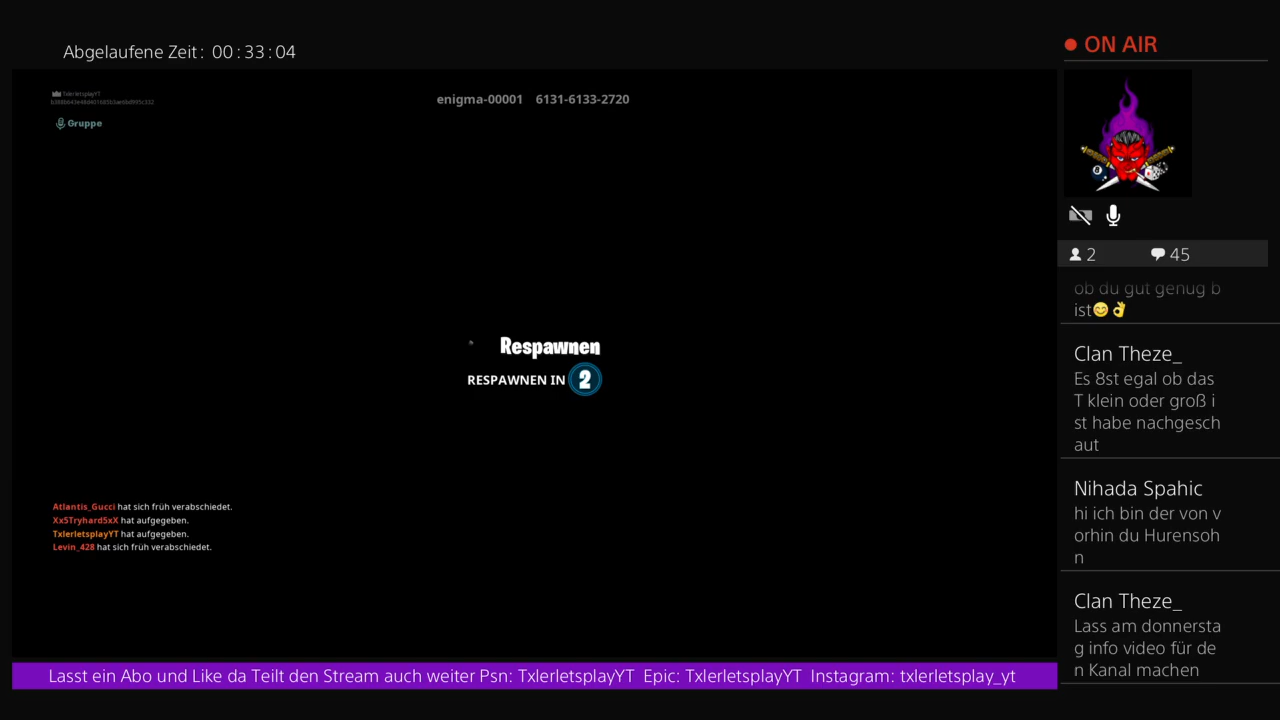 Abgelaufene Zeit: 00:33:04
ON AIR
TxlerletsplayYT
enigma-00001 6131-6133-2720
Gruppe
2 45
ob du gut genug b
ist😊👌
Clan Theze_
Es 8st egal ob das
T klein oder groß i
st habe nachgesch
aut
Respawnen
RESPAWNEN IN 2
Nihada Spahic
hi ich bin der von v
orhin du Hurensoh
n
Atlantis_Gucci hat sich früh verabschiedet.
Xx5Tryhard5xX hat aufgegeben.
TxlerletsplayYT hat aufgegeben.
Levin_428 hat sich früh verabschiedet.
Clan Theze_
Lass am donnersta
g info video für de
n Kanal machen
Lasst ein Abo und Like da Teilt den Stream auch weiter Psn: TxlerletsplayYT Epic: TxlerletsplayYT Instagram: txlerletsplay_yt